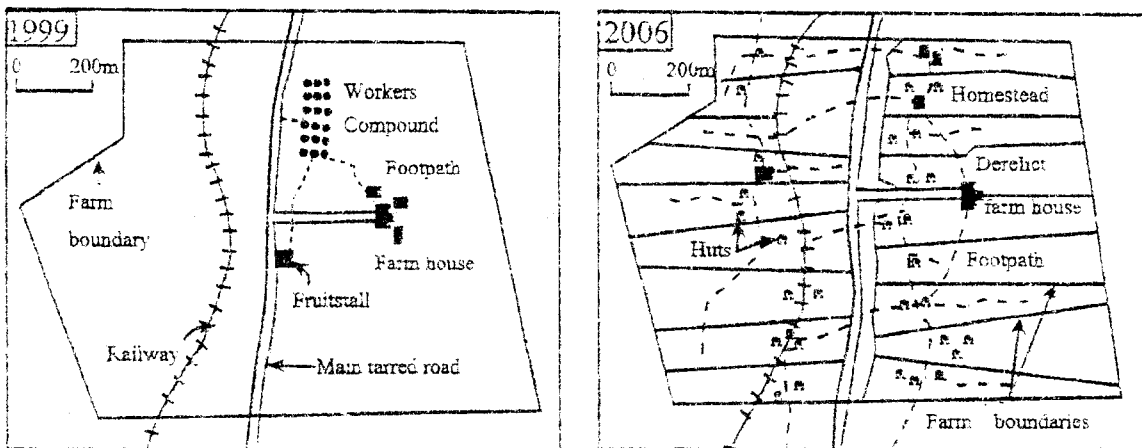 1999
0 200m
Workers
Compound
Footpath
Farm
boundary
Farm house
Fruitstall
Railway
Main tarred road
2006
0 200m
Homestead
Derelict
farm house
Huts
Footpath
Farm boundaries